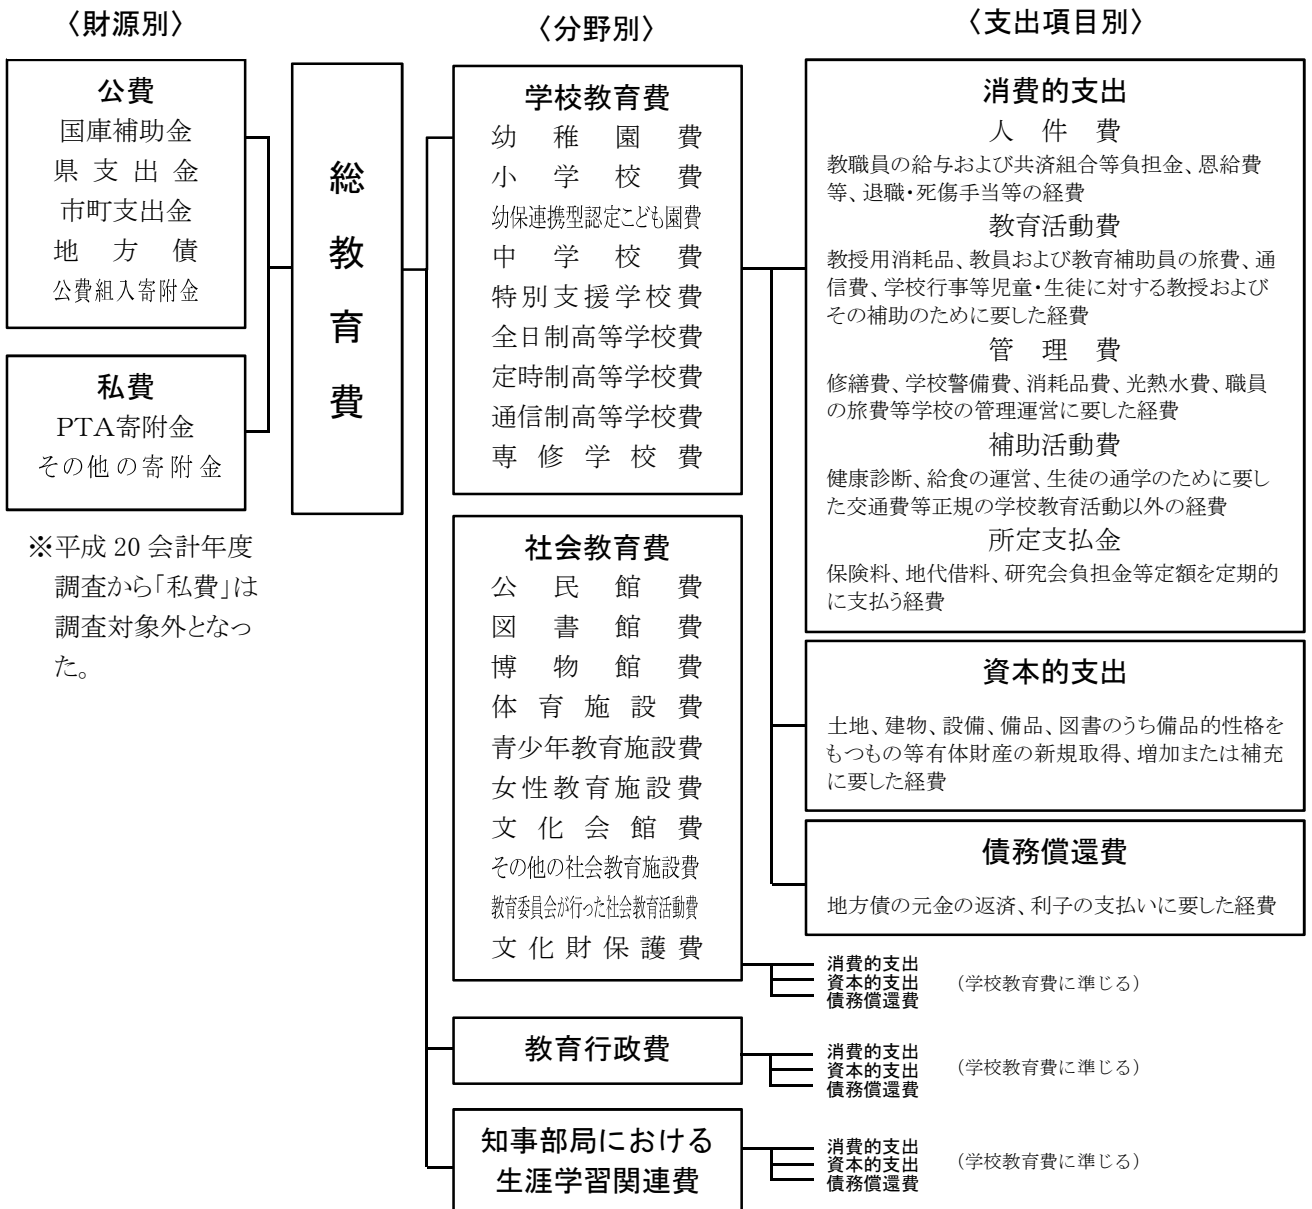 〈財源別〉
公費
国庫補助金
県支出金
市町支出金
地方債
公費組入寄附金
私費
PTA寄附金
その他の寄附金
※平成 20 会計年度
調査から「私費」は
調査対象外となっ
た。
総教育費
〈分野別〉
学校教育費
幼稚園費
小学校費
幼保連携型認定こども園費
中学校費
特別支援学校費
全日制高等学校費
定時制高等学校費
通信制高等学校費
専修学校費
社会教育費
公民館費
図書館費
博物館費
体育施設費
青少年教育施設費
女性教育施設費
文化会館費
その他の社会教育施設費
教育委員会が行った社会教育活動費
文化財保護費
教育行政費
知事部局における
生涯学習関連費
〈支出項目別〉
消費的支出
人件費
教職員の給与および共済組合等負担金、恩給費
等、退職・死傷手当等の経費
教育活動費
教授用消耗品、教員および教育補助員の旅費、通
信費、学校行事等児童・生徒に対する教授および
その補助のために要した経費
管理費
修繕費、学校警備費、消耗品費、光熱水費、職員
の旅費等学校の管理運営に要した経費
補助活動費
健康診断、給食の運営、生徒の通学のために要し
た交通費等正規の学校教育活動以外の経費
所定支払金
保険料、地代借料、研究会負担金等定額を定期的
に支払う経費
資本的支出
土地、建物、設備、備品、図書のうち備品的性格を
もつもの等有体財産の新規取得、増加または補充
に要した経費
債務償還費
地方債の元金の返済、利子の支払いに要した経費
消費的支出
資本的支出 （学校教育費に準じる）
債務償還費
消費的支出
資本的支出 （学校教育費に準じる）
債務償還費
消費的支出
資本的支出 （学校教育費に準じる）
債務償還費